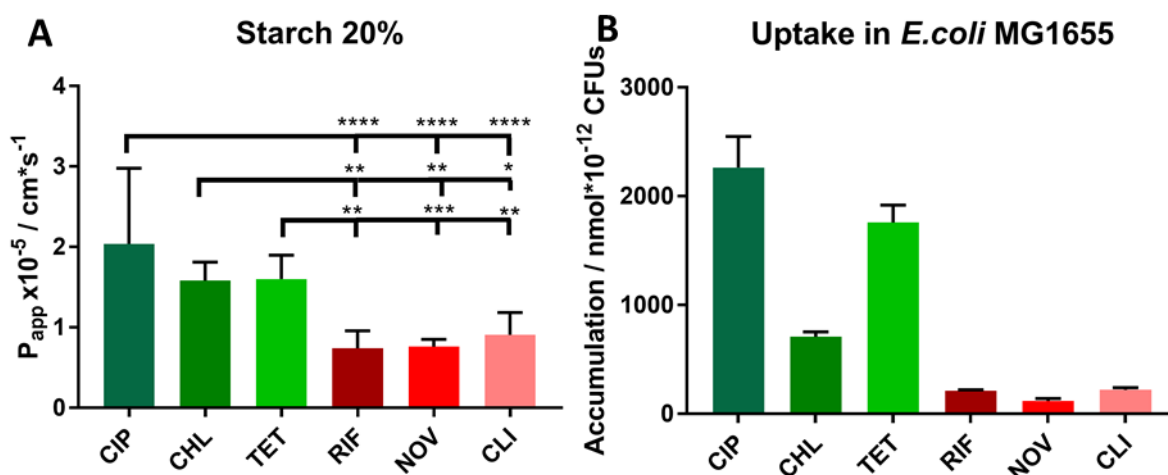 A
Starch 20%
P_app x10^-5 / cm*s^-1
4
3
2
1
0
**** **** ****
** ** *
** *** **
CIP CHL TET RIF NOV CLI
B
Uptake in E.coli MG1655
Accumulation / nmol*10^-12 CFUs
3000
2000
1000
0
CIP CHL TET RIF NOV CLI